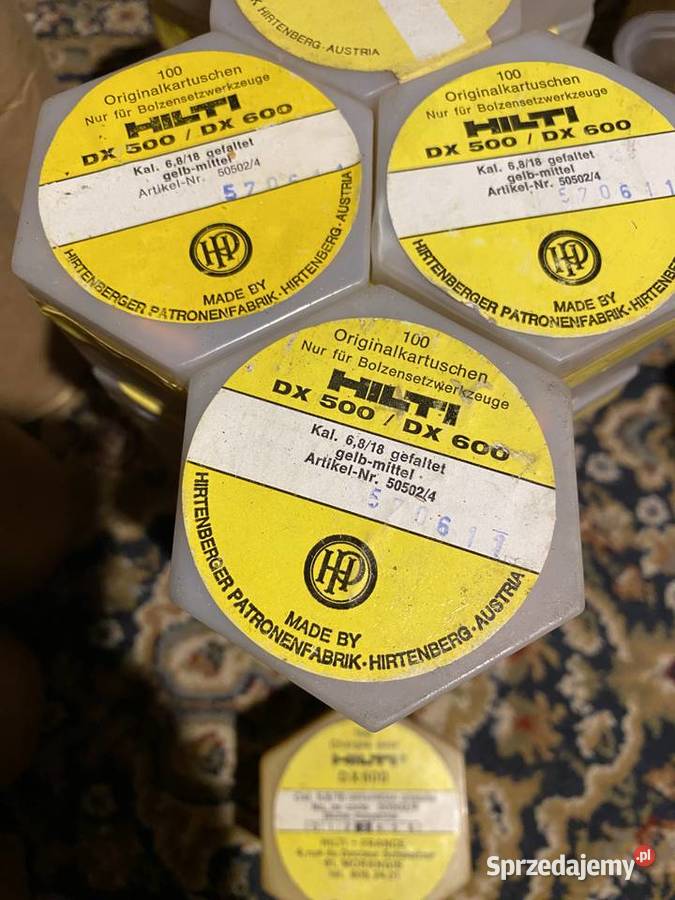 HIRTENBERG·AUSTRIA
100
Originalkartuschen
Nur für Bolzensetzwerkzeuge
HILTI
DX 500 / DX 600
Kal. 6,8/18 gefaltet
gelb-mittel
Artikel-Nr. 50502/4
570611
HP
MADE BY
HIRTENBERGER PATRONENFABRIK·HIRTENBERG·AUSTRIA
100
Originalkartuschen
Nur für Bolzensetzwerkzeuge
HILTI
DX 500 / DX 600
Kal. 6,8/18 gefaltet
gelb-mittel
Artikel-Nr. 50502/4
570611
HP
MADE BY
HIRTENBERGER PATRONENFABRIK·HIRTENBERG
100
Originalkartuschen
Nur für Bolzensetzwerkzeuge
HILTI
DX 500 / DX 600
Kal. 6,8/18 gefaltet
gelb-mittel
Artikel-Nr. 50502/4
570611
HP
MADE BY
HIRTENBERGER PATRONENFABRIK·HIRTENBERG·AUSTRIA
HILTI
DX 600
HILTI - FRANCE
Sprzedajemy.pl